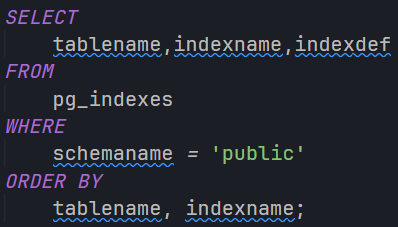 SELECT
tablename,indexname,indexdef
FROM
pg_indexes
WHERE
schemaname = 'public'
ORDER BY
tablename, indexname;